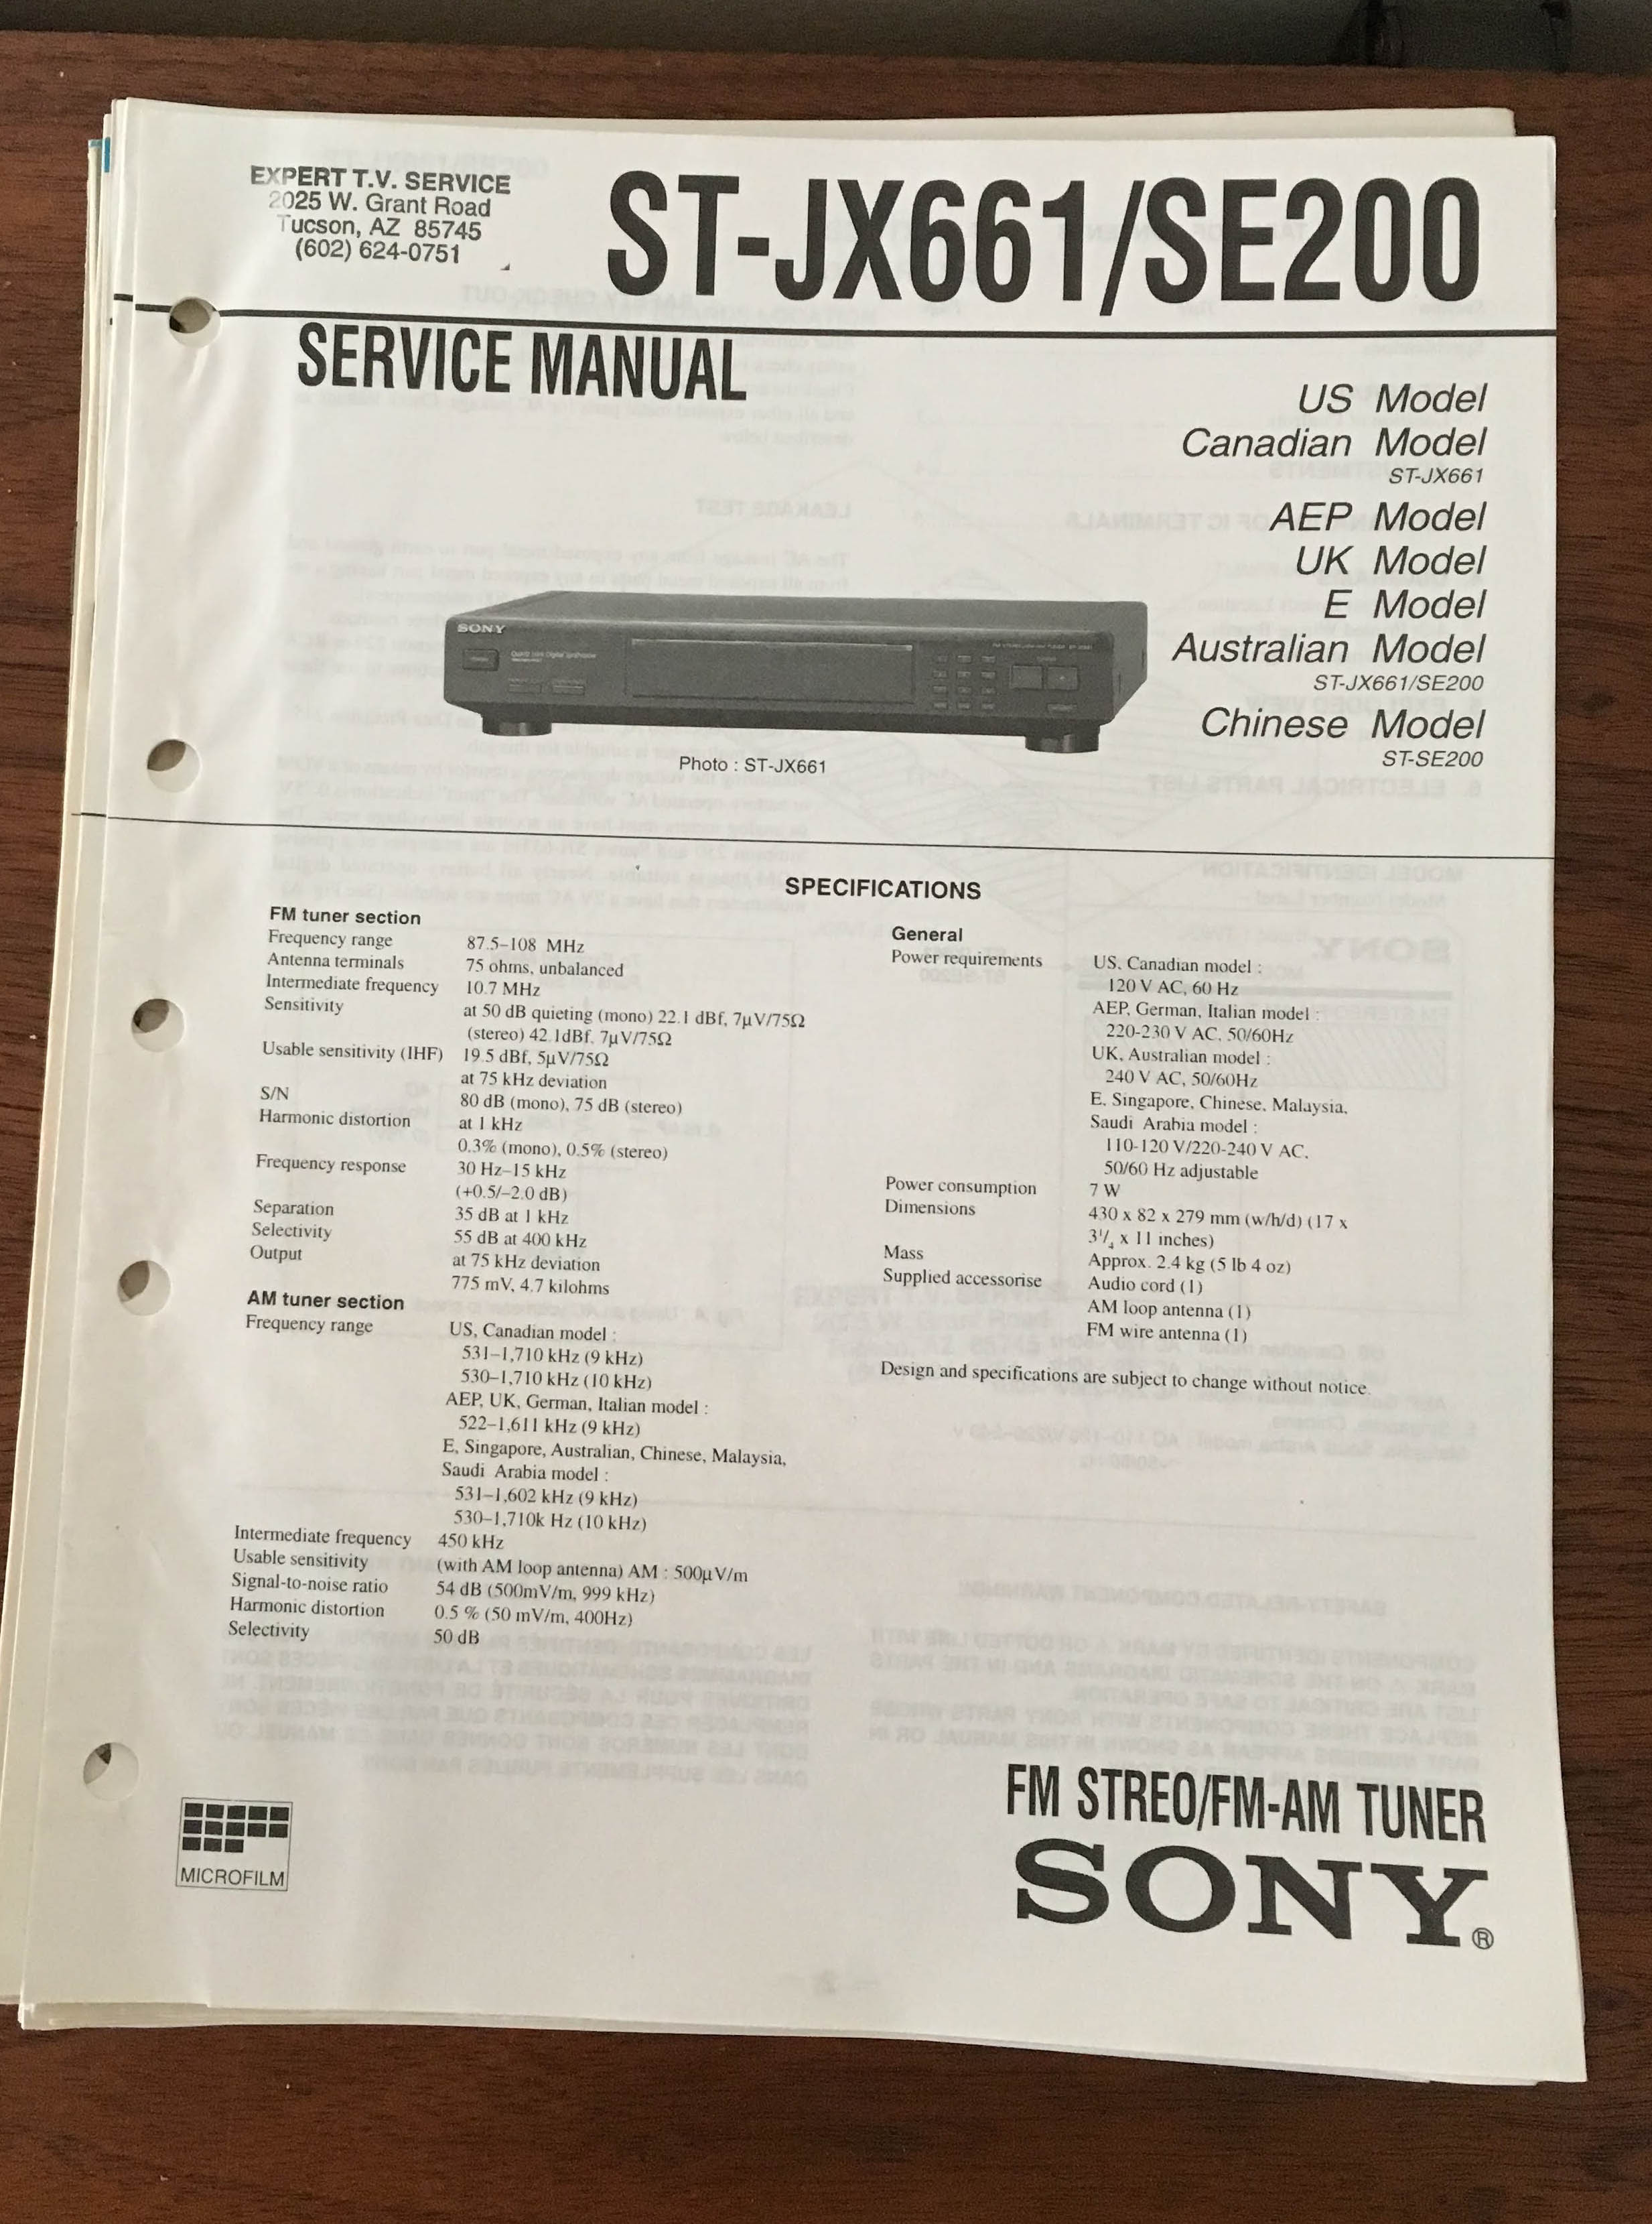 EXPERT T.V. SERVICE
2025 W. Grant Road
Tucson, AZ 85745
(602) 624-0751
ST-JX661/SE200
SERVICE MANUAL
US Model
Canadian Model
ST-JX661
AEP Model
UK Model
E Model
Australian Model
ST-JX661/SE200
Chinese Model
ST-SE200
SONY
Photo : ST-JX661
SPECIFICATIONS
FM tuner section
Frequency range 87.5–108 MHz
Antenna terminals 75 ohms, unbalanced
Intermediate frequency 10.7 MHz
Sensitivity at 50 dB quieting (mono) 22.1 dBf, 7µV/75Ω
(stereo) 42.1dBf, 7µV/75Ω
Usable sensitivity (IHF) 19.5 dBf, 5µV/75Ω
at 75 kHz deviation
S/N 80 dB (mono), 75 dB (stereo)
Harmonic distortion at 1 kHz
0.3% (mono), 0.5% (stereo)
Frequency response 30 Hz–15 kHz
(+0.5/–2.0 dB)
Separation 35 dB at 1 kHz
Selectivity 55 dB at 400 kHz
Output at 75 kHz deviation
775 mV, 4.7 kilohms
AM tuner section
Frequency range US, Canadian model :
531–1,710 kHz (9 kHz)
530–1,710 kHz (10 kHz)
AEP, UK, German, Italian model :
522–1,611 kHz (9 kHz)
E, Singapore, Australian, Chinese, Malaysia,
Saudi Arabia model :
531–1,602 kHz (9 kHz)
530–1,710k Hz (10 kHz)
Intermediate frequency 450 kHz
Usable sensitivity (with AM loop antenna) AM : 500µV/m
Signal-to-noise ratio 54 dB (500mV/m, 999 kHz)
Harmonic distortion 0.5 % (50 mV/m, 400Hz)
Selectivity 50 dB
General
Power requirements US, Canadian model :
120 V AC, 60 Hz
AEP, German, Italian model :
220-230 V AC, 50/60Hz
UK, Australian model :
240 V AC, 50/60Hz
E, Singapore, Chinese, Malaysia,
Saudi Arabia model :
110-120 V/220-240 V AC,
50/60 Hz adjustable
Power consumption 7 W
Dimensions 430 x 82 x 279 mm (w/h/d) (17 x
3 1/4 x 11 inches)
Mass Approx. 2.4 kg (5 lb 4 oz)
Supplied accessorise Audio cord (1)
AM loop antenna (1)
FM wire antenna (1)
Design and specifications are subject to change without notice.
MICROFILM
FM STREO/FM-AM TUNER
SONY®